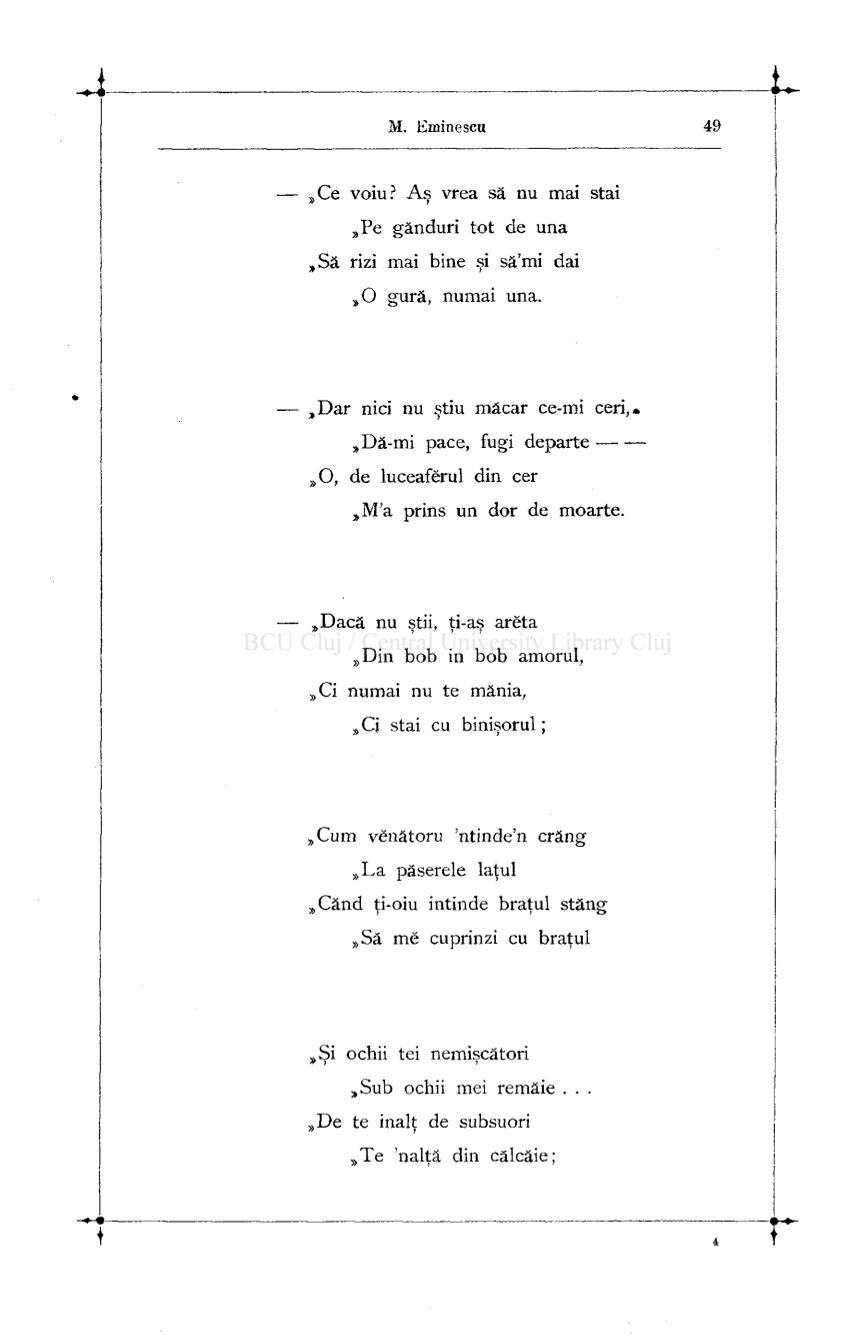 M. Eminescu 49
— „Ce voiu? Aș vrea să nu mai stai
„Pe gănduri tot de una
„Să rizi mai bine și să'mi dai
„O gură, numai una.
— „Dar nici nu știu măcar ce-mi ceri,
„Dă-mi pace, fugi departe — —
„O, de luceafĕrul din cer
„M'a prins un dor de moarte.
— „Dacă nu știi, ți-aș arĕta
BCU Cluj / Central University Library Cluj
„Din bob in bob amorul,
„Ci numai nu te mănia,
„Ci stai cu binișorul ;
„Cum vĕnătoru 'ntinde'n crăng
„La păserele lațul
„Cănd ți-oiu intinde brațul stăng
„Să mĕ cuprinzi cu brațul
„Și ochii tei nemișcători
„Sub ochii mei remăie . . .
„De te inalț de subsuori
„Te 'nalță din călcăie;
4